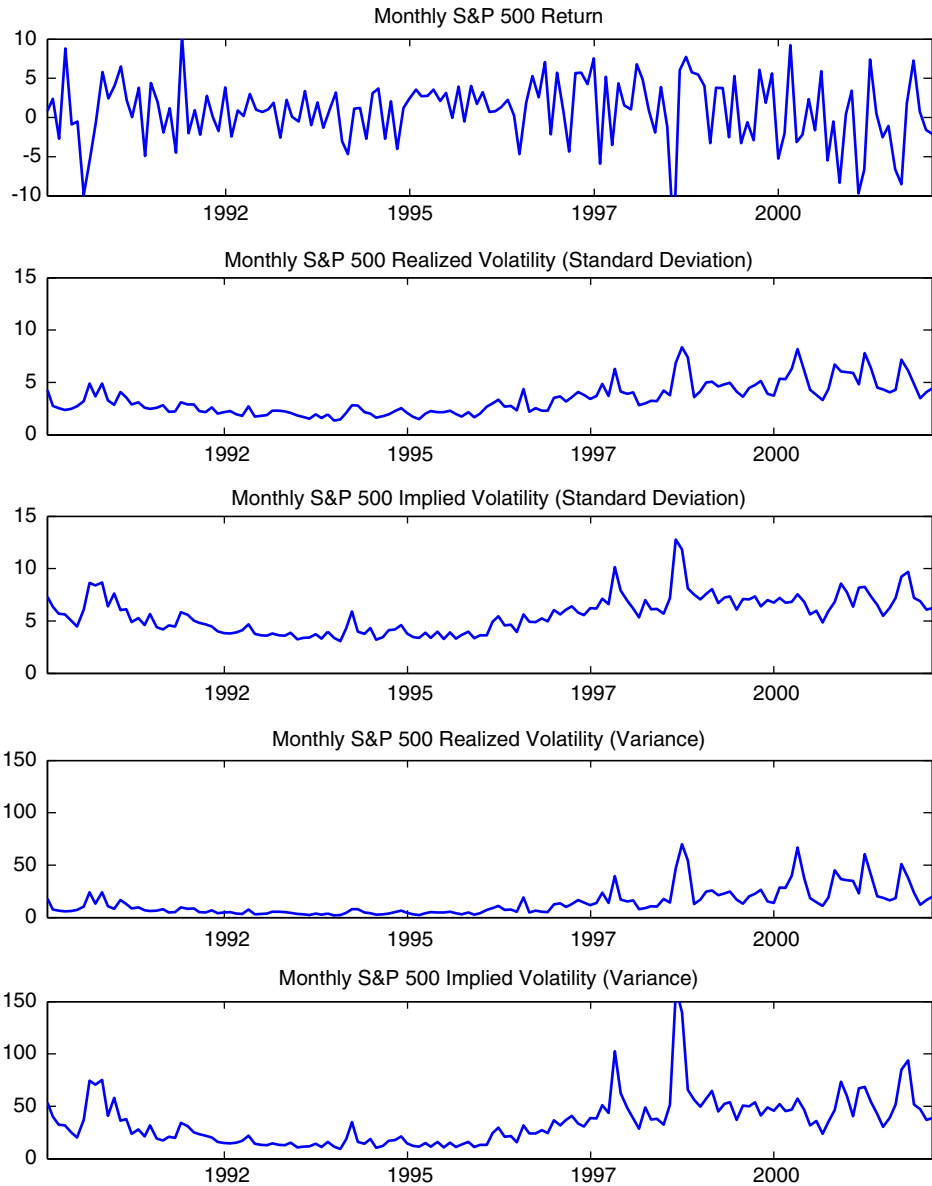 Monthly S&P 500 Return
10
5
0
-5
-10
1992 1995 1997 2000
Monthly S&P 500 Realized Volatility (Standard Deviation)
15
10
5
0
1992 1995 1997 2000
Monthly S&P 500 Implied Volatility (Standard Deviation)
15
10
5
0
1992 1995 1997 2000
Monthly S&P 500 Realized Volatility (Variance)
150
100
50
0
1992 1995 1997 2000
Monthly S&P 500 Implied Volatility (Variance)
150
100
50
0
1992 1995 1997 2000